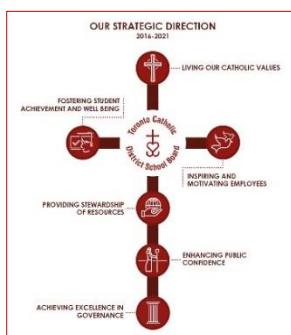 OUR STRATEGIC DIRECTION
2016-2021
LIVING OUR CATHOLIC VALUES
FOSTERING STUDENT
ACHIEVEMENT AND WELL BEING
Toronto Catholic
District School Board
INSPIRING AND
MOTIVATING EMPLOYEES
PROVIDING STEWARDSHIP
OF RESOURCES
ENHANCING PUBLIC
CONFIDENCE
ACHIEVING EXCELLENCE IN
GOVERNANCE